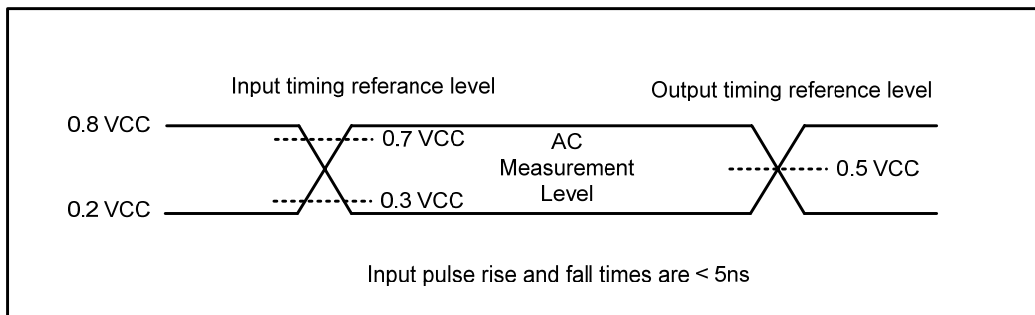 Input timing referance level
Output timing reference level
0.8 VCC
0.7 VCC
AC
Measurement
Level
0.5 VCC
0.2 VCC
0.3 VCC
Input pulse rise and fall times are < 5ns